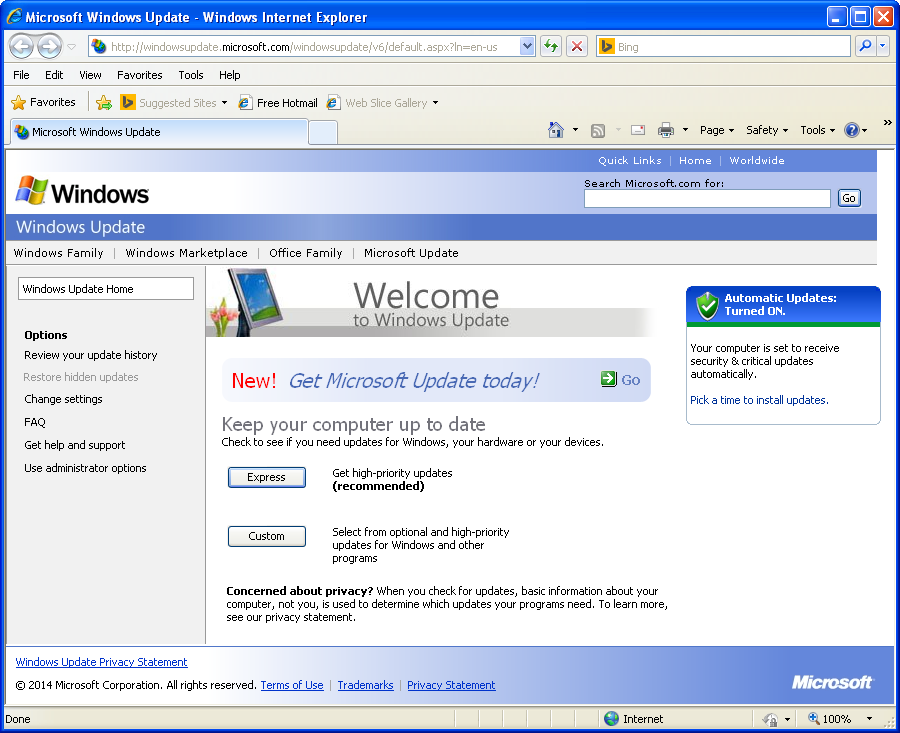 Microsoft Windows Update - Windows Internet Explorer
http://windowsupdate.microsoft.com/windowsupdate/v6/default.aspx?ln=en-us
Bing
File Edit View Favorites Tools Help
Favorites Suggested Sites Free Hotmail Web Slice Gallery
Microsoft Windows Update
Page Safety Tools
Quick Links | Home | Worldwide
Windows
Search Microsoft.com for:
Go
Windows Update
Windows Family | Windows Marketplace | Office Family | Microsoft Update
Windows Update Home
Options
Review your update history
Restore hidden updates
Change settings
FAQ
Get help and support
Use administrator options
Welcome
to Windows Update
New! Get Microsoft Update today! Go
Keep your computer up to date
Check to see if you need updates for Windows, your hardware or your devices.
Express
Get high-priority updates
(recommended)
Custom
Select from optional and high-priority
updates for Windows and other
programs
Concerned about privacy? When you check for updates, basic information about your
computer, not you, is used to determine which updates your programs need. To learn more,
see our privacy statement.
Automatic Updates:
Turned ON.
Your computer is set to receive
security & critical updates
automatically.
Pick a time to install updates.
Windows Update Privacy Statement
© 2014 Microsoft Corporation. All rights reserved. Terms of Use | Trademarks | Privacy Statement
Microsoft
Done
Internet
100%